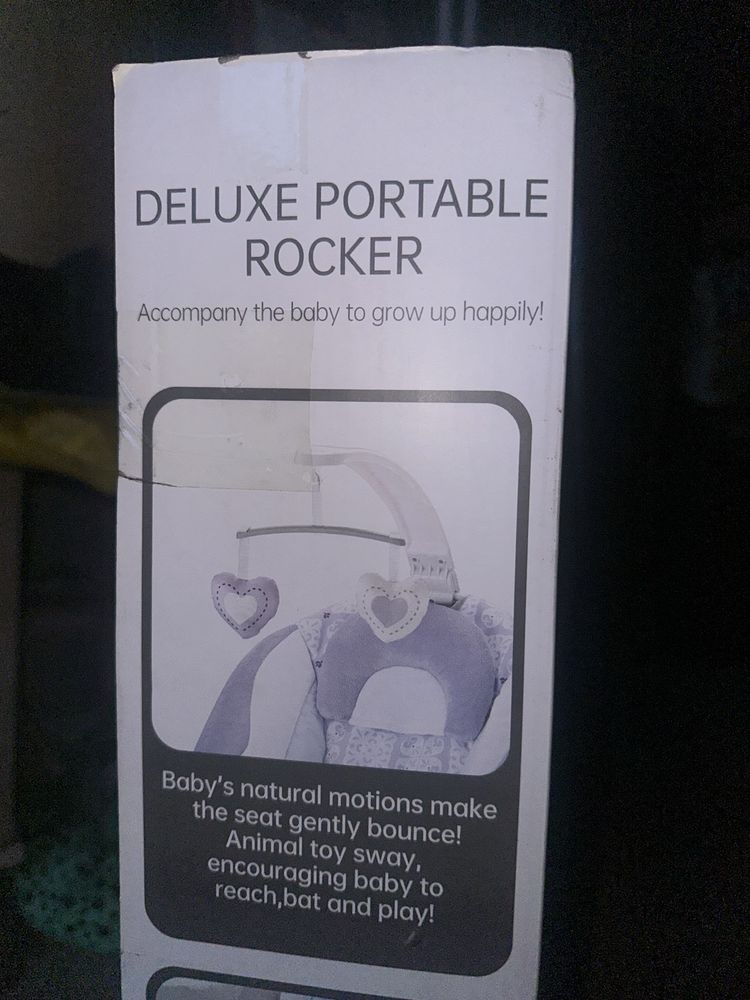 DELUXE PORTABLE
ROCKER
Accompany the baby to grow up happily!
Baby's natural motions make
the seat gently bounce!
Animal toy sway,
encouraging baby to
reach,bat and play!